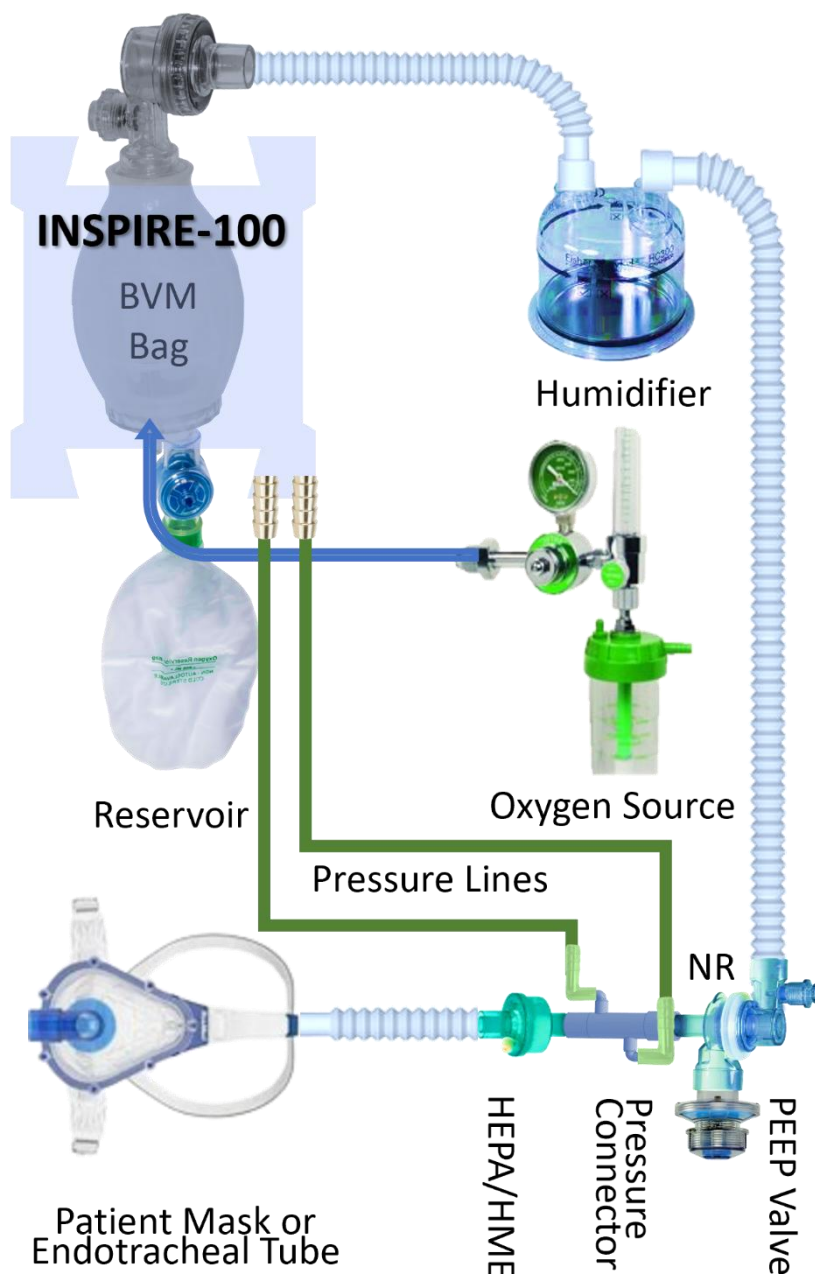 INSPIRE-100
BVM
Bag
HC300
Humidifier
Reservoir
Oxygen Source
Pressure Lines
NR
HEPA/HME
Pressure
Connector
PEEP Valve
Patient Mask or
Endotracheal Tube